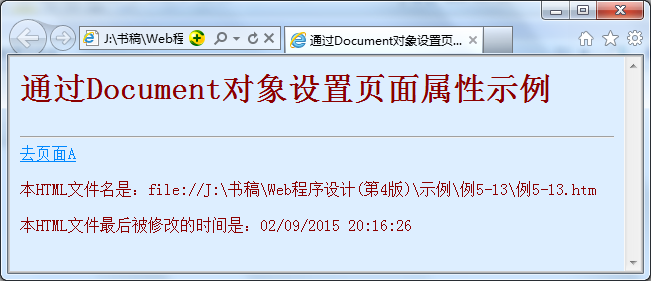 J:\书稿\Web程
通过Document对象设置页...
通过Document对象设置页面属性示例
去页面A
本HTML文件名是：file://J:\书稿\Web程序设计(第4版)\示例\例5-13\例5-13.htm
本HTML文件最后被修改的时间是：02/09/2015 20:16:26